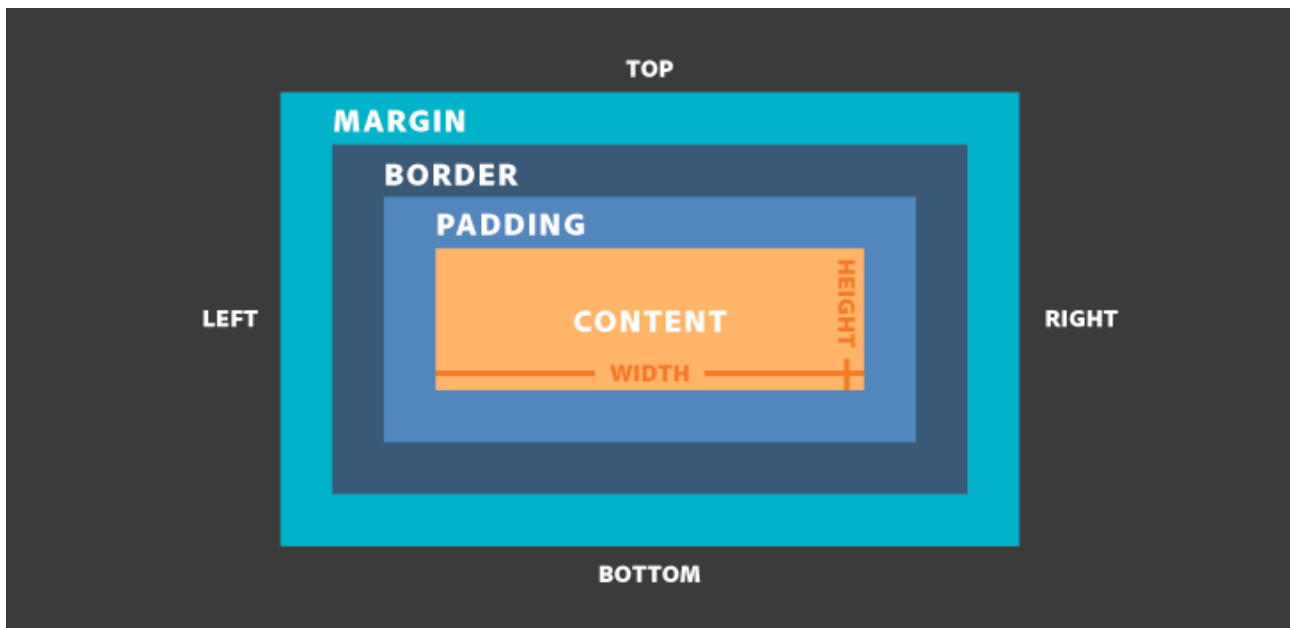 TOP
MARGIN
BORDER
PADDING
HEIGHT
LEFT
CONTENT
RIGHT
WIDTH
BOTTOM